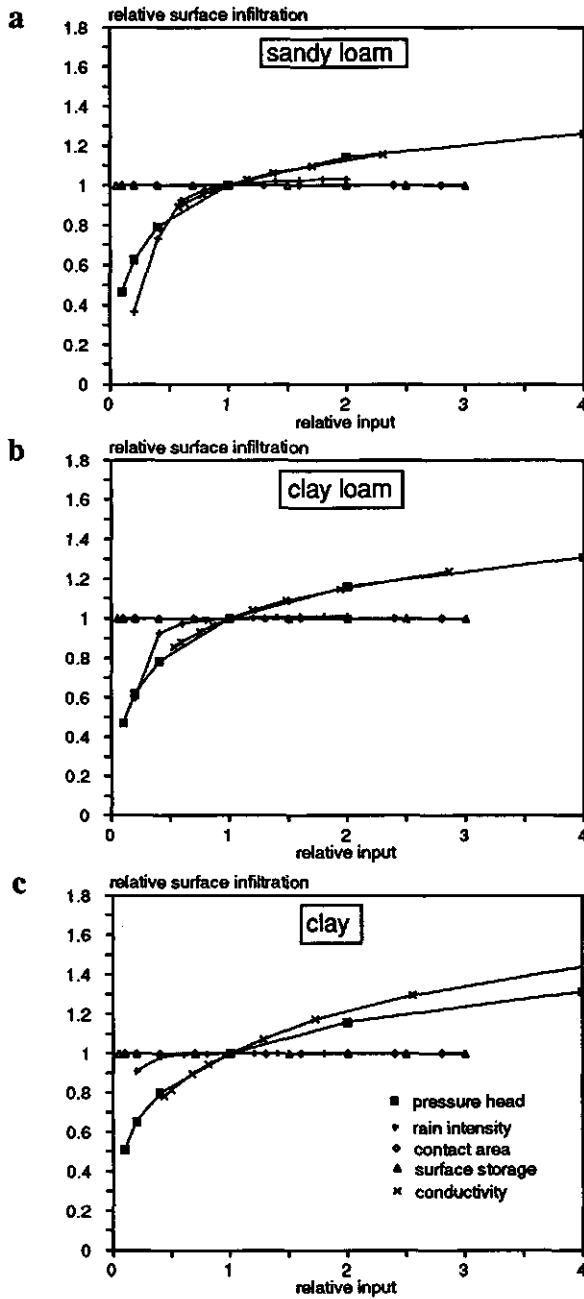 a
relative surface infiltration
sandy loam
1.8
1.6
1.4
1.2
1
0.8
0.6
0.4
0.2
0
0 1 2 3 4
relative input
b
relative surface infiltration
clay loam
1.8
1.6
1.4
1.2
1
0.8
0.6
0.4
0.2
0
0 1 2 3 4
relative input
c
relative surface infiltration
clay
1.8
1.6
1.4
1.2
1
0.8
0.6
0.4
0.2
0
pressure head
rain intensity
contact area
surface storage
conductivity
0 1 2 3 4
relative input